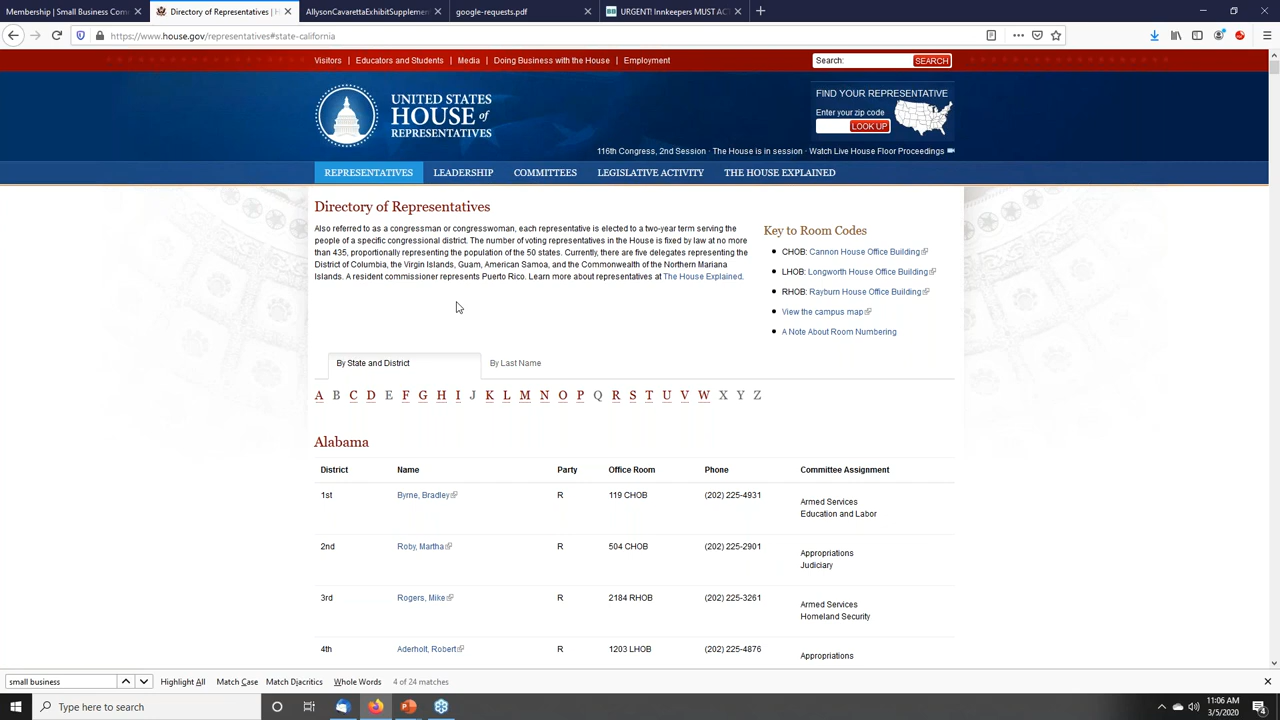 Membership | Small Business Com
Directory of Representatives |
AllysonCavarettaExhibitSupplemen
google-requests.pdf
URGENT! Innkeepers MUST AC
https://www.house.gov/representatives#state-california
Visitors | Educators and Students | Media | Doing Business with the House | Employment
Search: SEARCH
UNITED STATES
HOUSE of
REPRESENTATIVES
FIND YOUR REPRESENTATIVE
Enter your zip code
LOOK UP
116th Congress, 2nd Session · The House is in session · Watch Live House Floor Proceedings
REPRESENTATIVES LEADERSHIP COMMITTEES LEGISLATIVE ACTIVITY THE HOUSE EXPLAINED
Directory of Representatives
Also referred to as a congressman or congresswoman, each representative is elected to a two-year term serving the
people of a specific congressional district. The number of voting representatives in the House is fixed by law at no more
than 435, proportionally representing the population of the 50 states. Currently, there are five delegates representing the
District of Columbia, the Virgin Islands, Guam, American Samoa, and the Commonwealth of the Northern Mariana
Islands. A resident commissioner represents Puerto Rico. Learn more about representatives at The House Explained.
Key to Room Codes
CHOB: Cannon House Office Building
LHOB: Longworth House Office Building
RHOB: Rayburn House Office Building
View the campus map
A Note About Room Numbering
By State and District By Last Name
A B C D E F G H I J K L M N O P Q R S T U V W X Y Z
Alabama
District Name Party Office Room Phone Committee Assignment
1st Byrne, Bradley R 119 CHOB (202) 225-4931 Armed Services
Education and Labor
2nd Roby, Martha R 504 CHOB (202) 225-2901 Appropriations
Judiciary
3rd Rogers, Mike R 2184 RHOB (202) 225-3261 Armed Services
Homeland Security
4th Aderholt, Robert R 1203 LHOB (202) 225-4876 Appropriations
small business Highlight All Match Case Match Diacritics Whole Words 4 of 24 matches
Type here to search
11:06 AM
3/5/2020
4